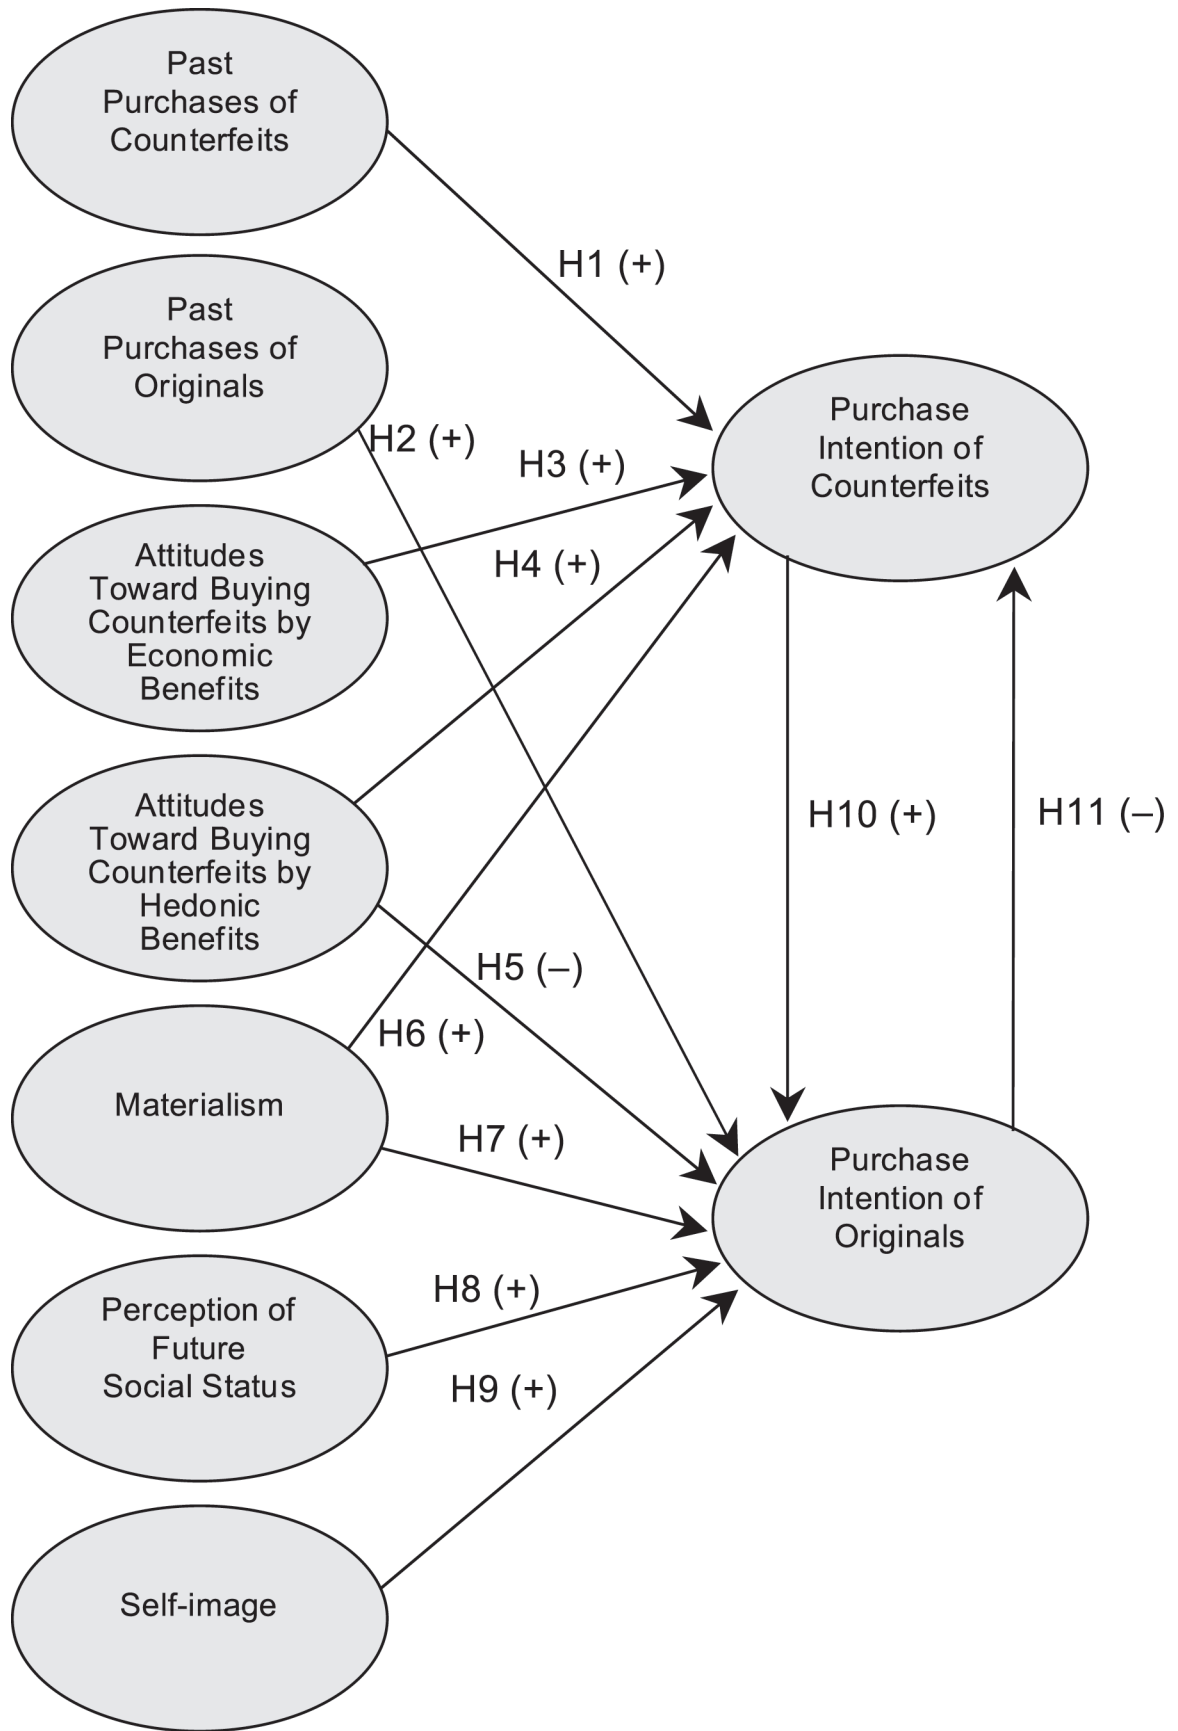 Past
Purchases of
Counterfeits
H1 (+)
Past
Purchases of
Originals
H2 (+)
H3 (+)
Purchase
Intention of
Counterfeits
Attitudes
Toward Buying
Counterfeits by
Economic
Benefits
H4 (+)
Attitudes
Toward Buying
Counterfeits by
Hedonic
Benefits
H10 (+)
H11 (–)
H5 (–)
H6 (+)
Materialism
H7 (+)
Purchase
Intention of
Originals
Perception of
Future
Social Status
H8 (+)
H9 (+)
Self-image